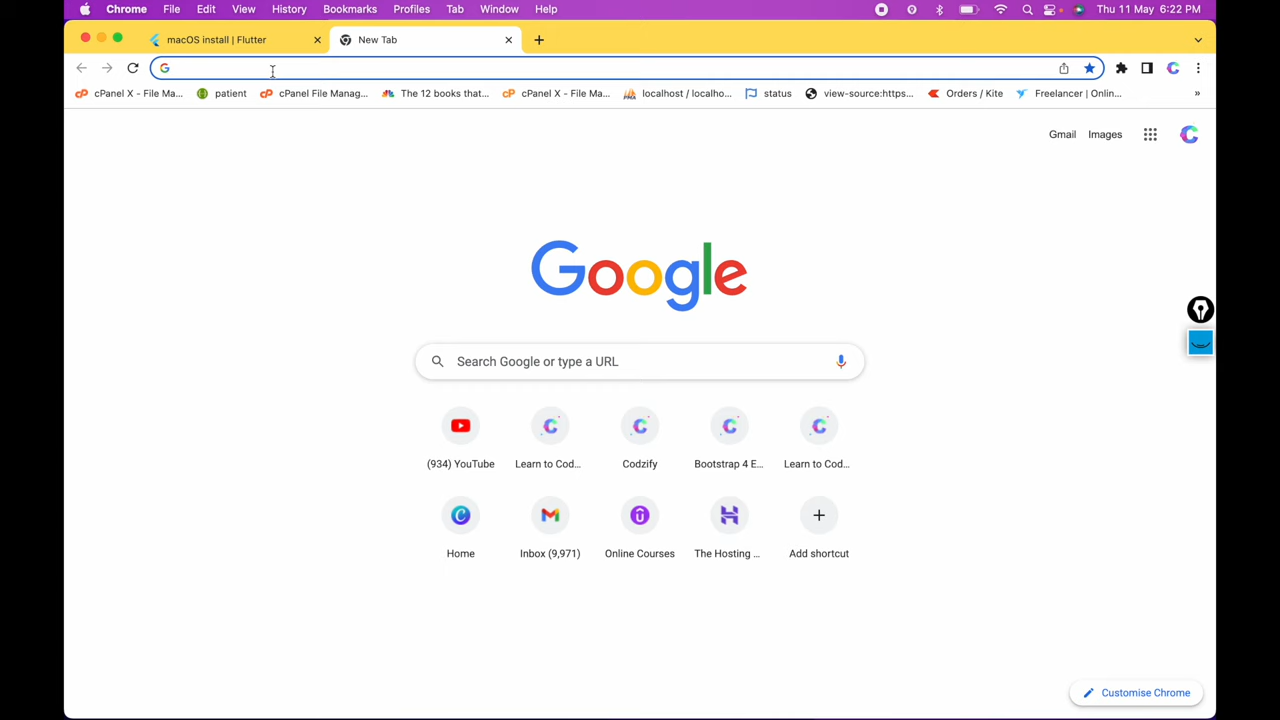 Chrome File Edit View History Bookmarks Profiles Tab Window Help Thu 11 May 6:22 PM
macOS install | Flutter New Tab
cPanel X - File Ma... patient cPanel File Manag... The 12 books that... cPanel X - File Ma... localhost / localho... status view-source:https... Orders / Kite Freelancer | Onlin... »
Gmail Images
Google
Search Google or type a URL
(934) YouTube Learn to Cod... Codzify Bootstrap 4 E... Learn to Cod...
Home Inbox (9,971) Online Courses The Hosting ... Add shortcut
Customise Chrome